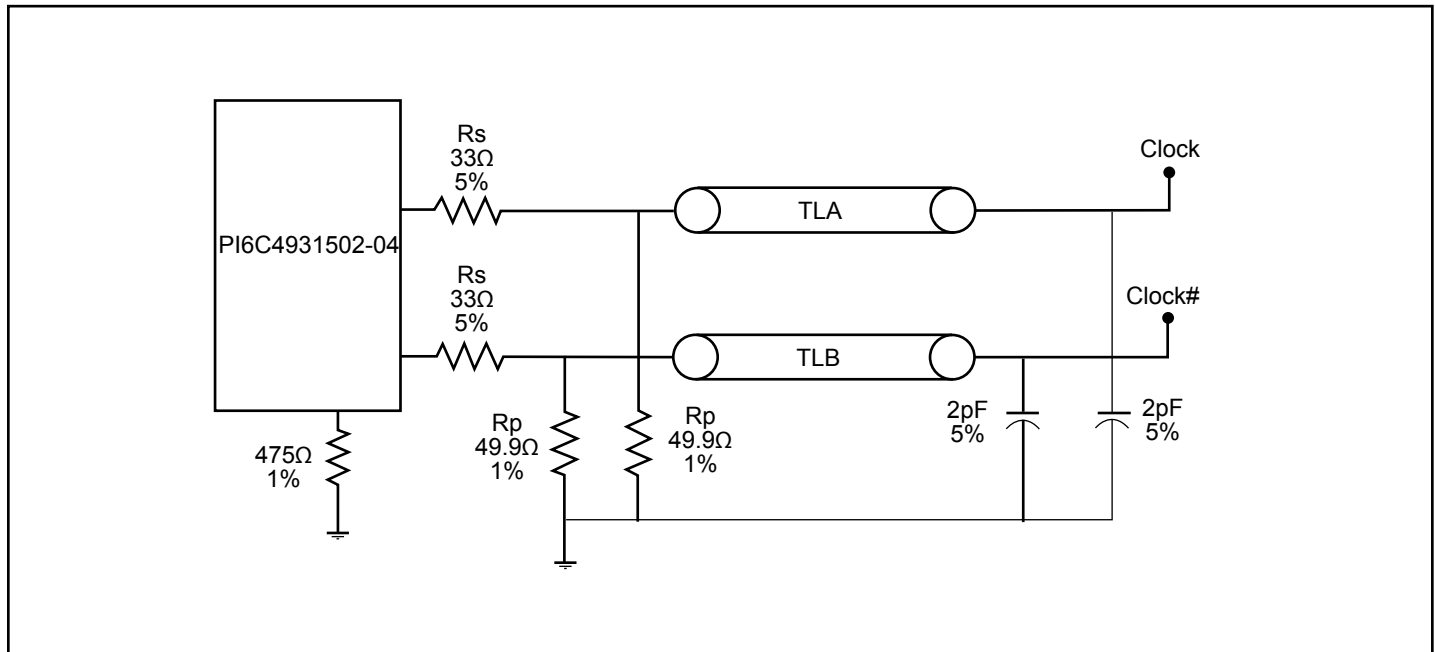 Rs
33Ω
5%
Clock
TLA
PI6C4931502-04
Rs
33Ω
5%
Clock#
TLB
475Ω
1%
Rp
49.9Ω
1%
Rp
49.9Ω
1%
2pF
5%
2pF
5%